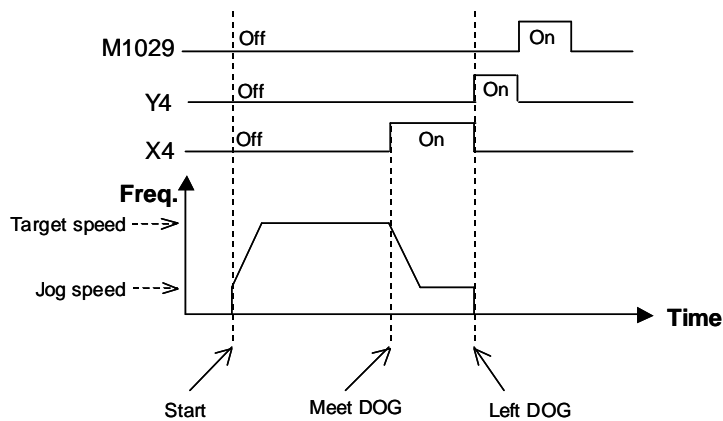 M1029
Off
On
Y4
Off
On
X4
Off
On
Freq.
Target speed
Jog speed
Time
Start
Meet DOG
Left DOG